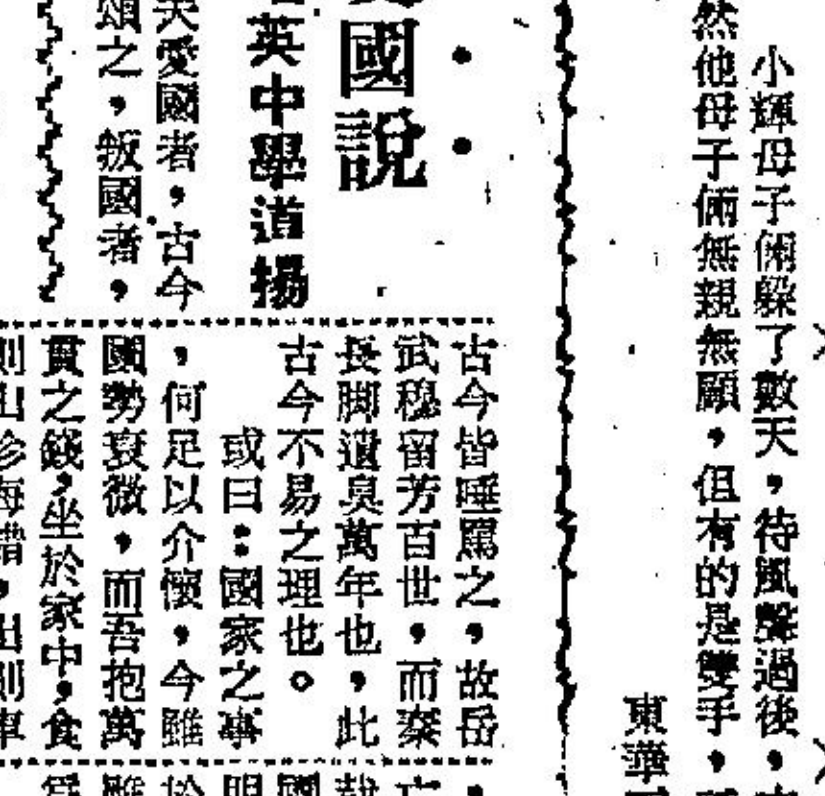 小輝母子倆躲了數天，待風聲過後，
然他母子倆無親無顧，但有的是雙手，
東華
國說
英中學道揚
夫愛國者，古今
頌之，叛國者，
古今皆唾罵之，故岳
武穆留芳百世，而秦
長脚遺臭萬年也，此
古今不易之理也。
或曰：國家之事
，何足以介懷，今雖
國勢衰微，而吾抱萬
貫之錢，坐於家中，食
則出珍海錯，出則車